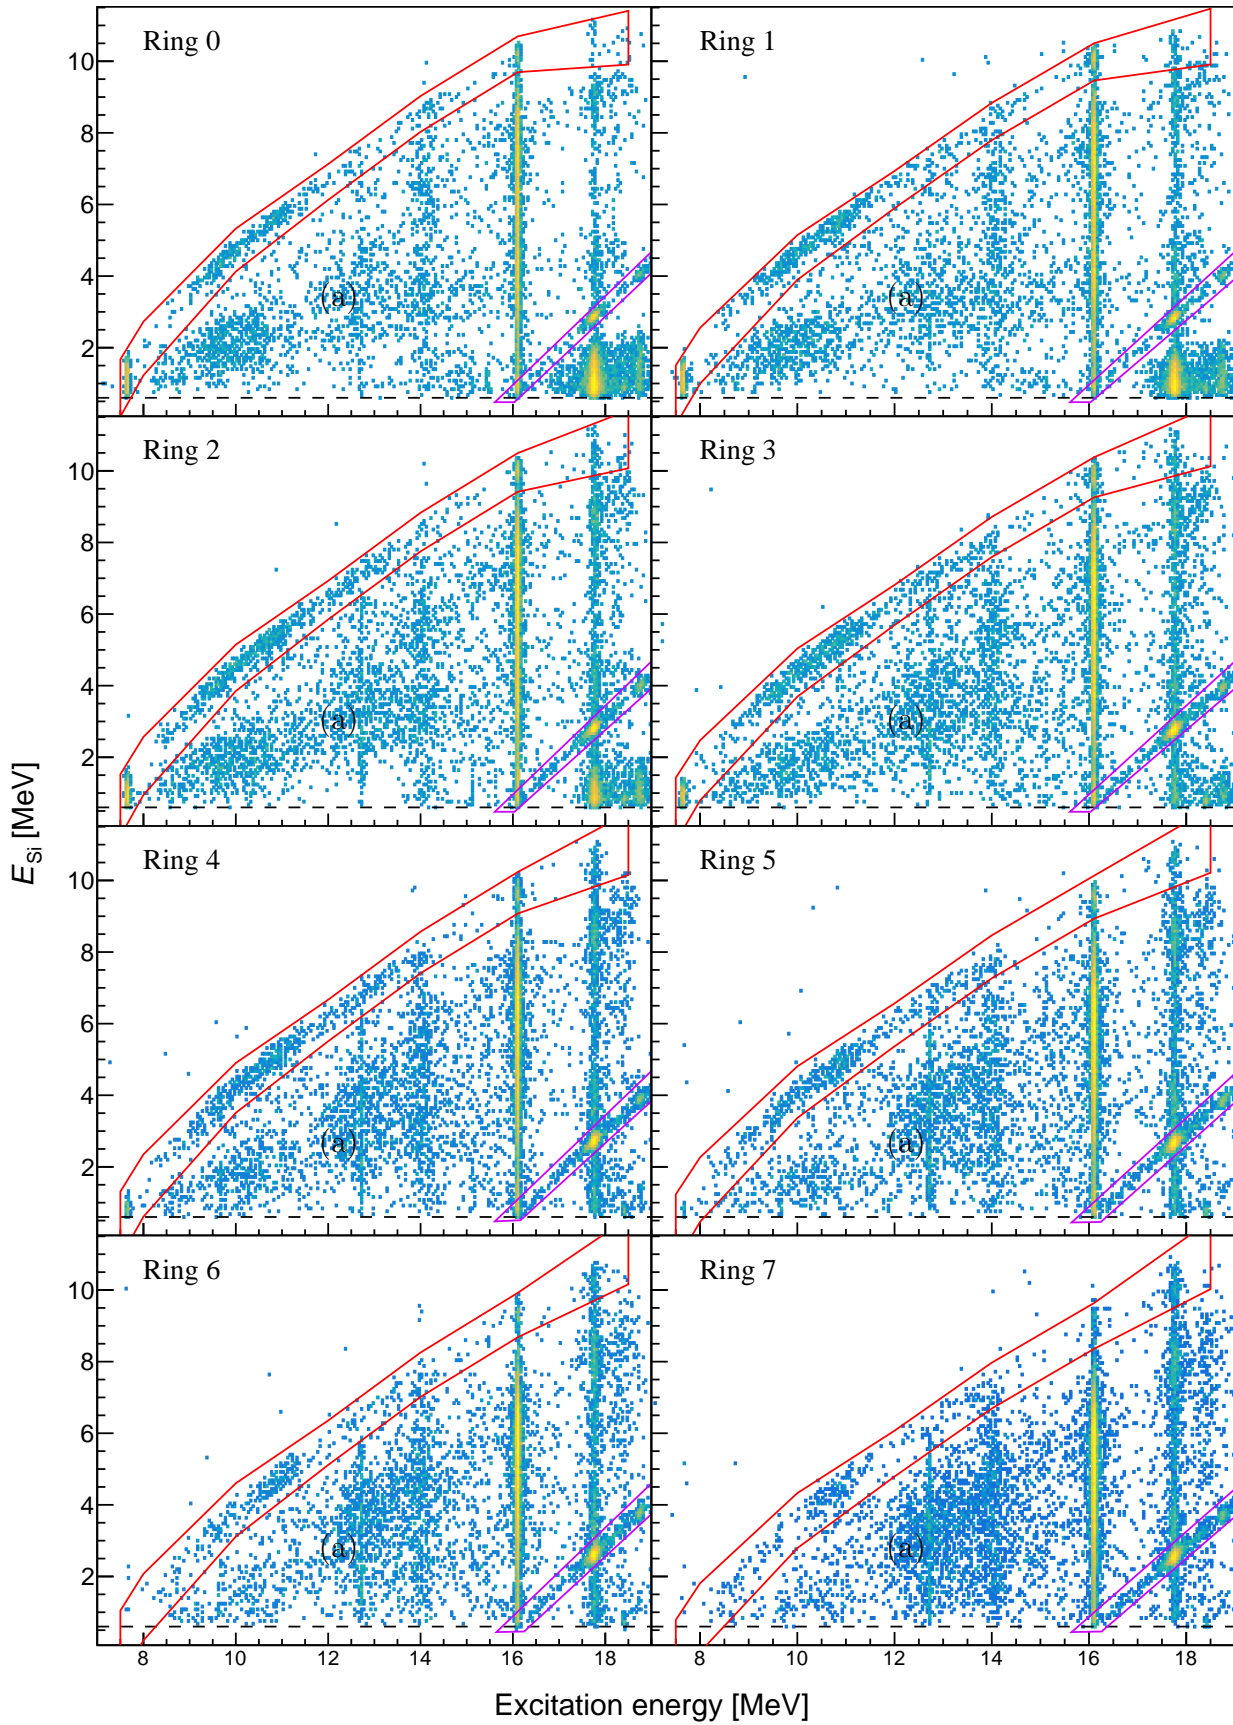 Ring 0
Ring 1
10
8
6
4
2
(a)
(a)
Ring 2
Ring 3
10
8
6
4
2
(a)
(a)
E_Si [MeV]
Ring 4
Ring 5
10
8
6
4
2
(a)
(a)
Ring 6
Ring 7
10
8
6
4
2
(a)
(a)
8 10 12 14 16 18
8 10 12 14 16 18
Excitation energy [MeV]